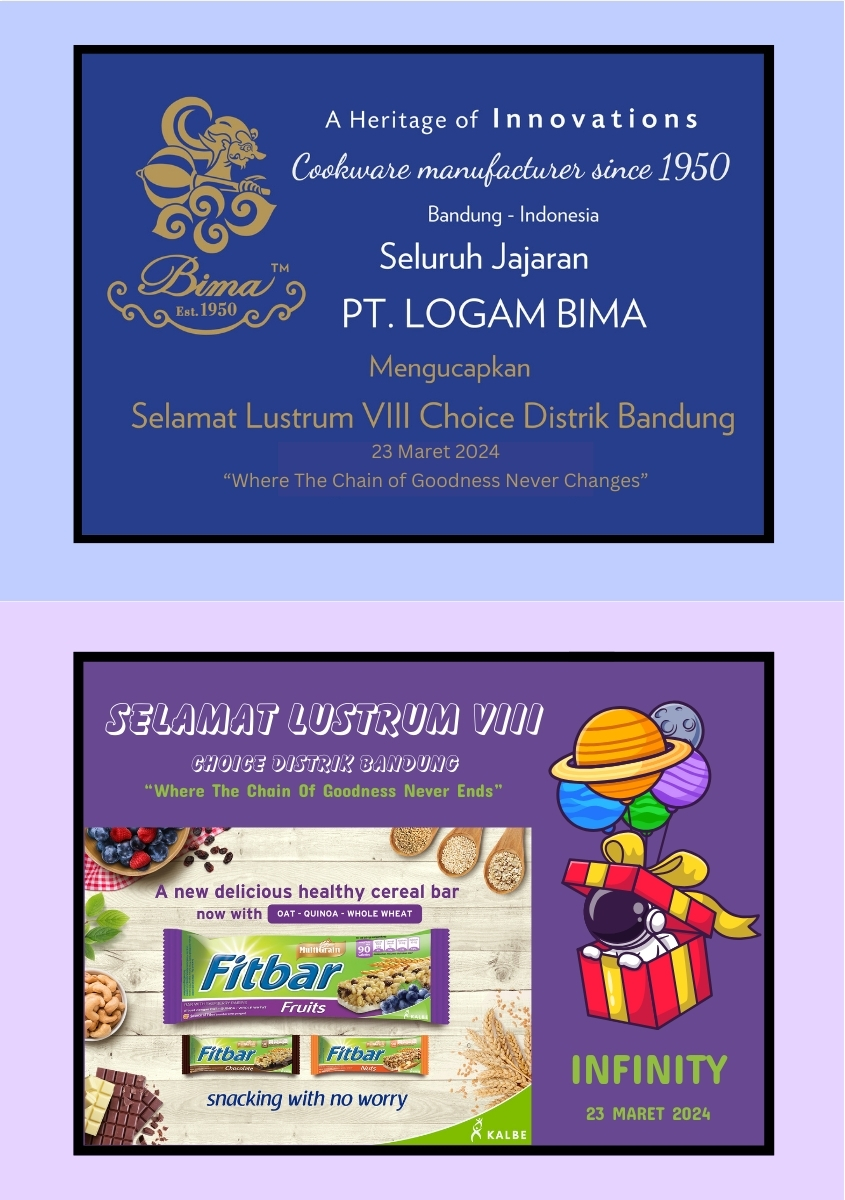 A Heritage of Innovations
Cookware manufacturer since 1950
Bandung - Indonesia
Bima™
Est. 1950
Seluruh Jajaran
PT. LOGAM BIMA
Mengucapkan
Selamat Lustrum VIII Choice Distrik Bandung
23 Maret 2024
“Where The Chain of Goodness Never Changes”
SELAMAT LUSTRUM VIII
CHOICE DISTRIK BANDUNG
“Where The Chain Of Goodness Never Ends”
A new delicious healthy cereal bar
now with OAT - QUINOA - WHOLE WHEAT
MultiGrain
90
Fitbar
Fruits
KALBE
Fitbar
Chocolate
Fitbar
Nuts
snacking with no worry
KALBE
INFINITY
23 MARET 2024